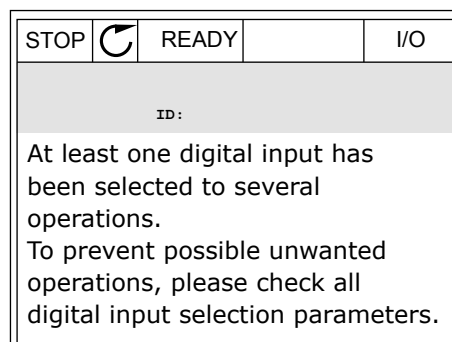 STOP READY I/O
ID:
At least one digital input has
been selected to several
operations.
To prevent possible unwanted
operations, please check all
digital input selection parameters.